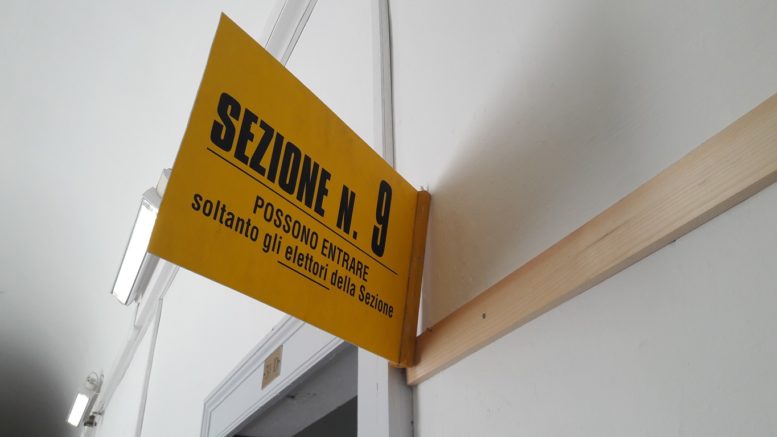 SEZIONE N. 9
POSSONO ENTRARE
soltanto gli elettori della Sezione